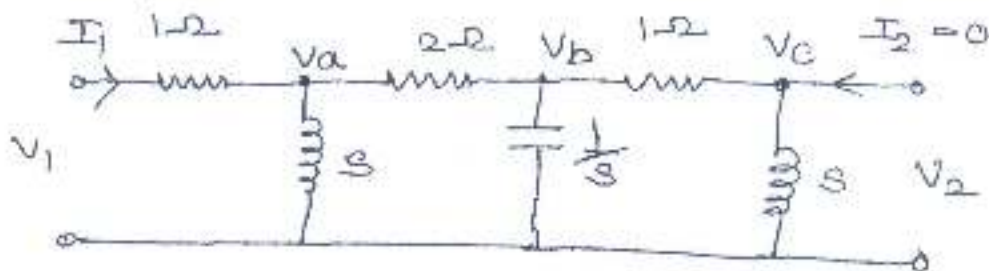 I1 1Ω Va 2Ω Vb 1Ω Vc I2 = 0
V1 S 1/S S V2